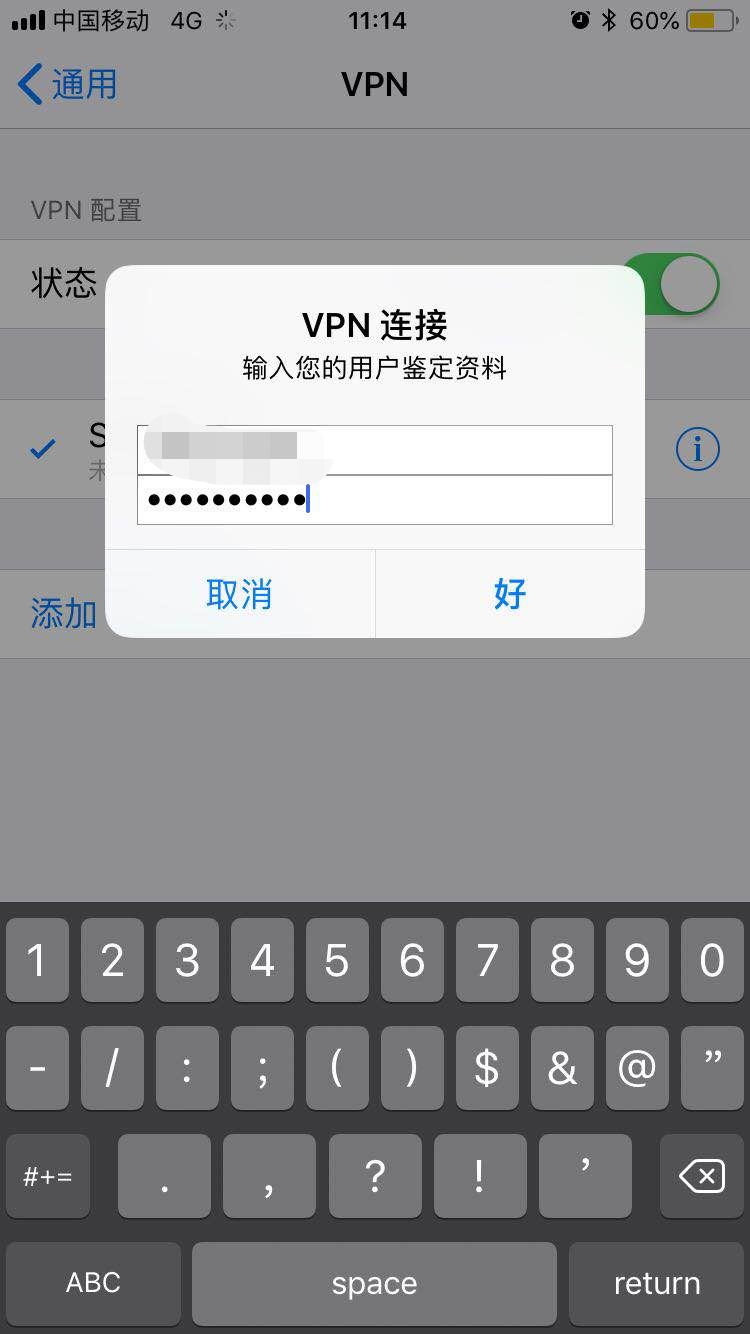 中国移动 4G 11:14 60%
通用 VPN
VPN 配置
状态
VPN 连接
输入您的用户鉴定资料
S
未
••••••••••
取消 好
添加
1 2 3 4 5 6 7 8 9 0
- / : ; ( ) $ & @ ”
#+= . , ? ! ’
ABC space return